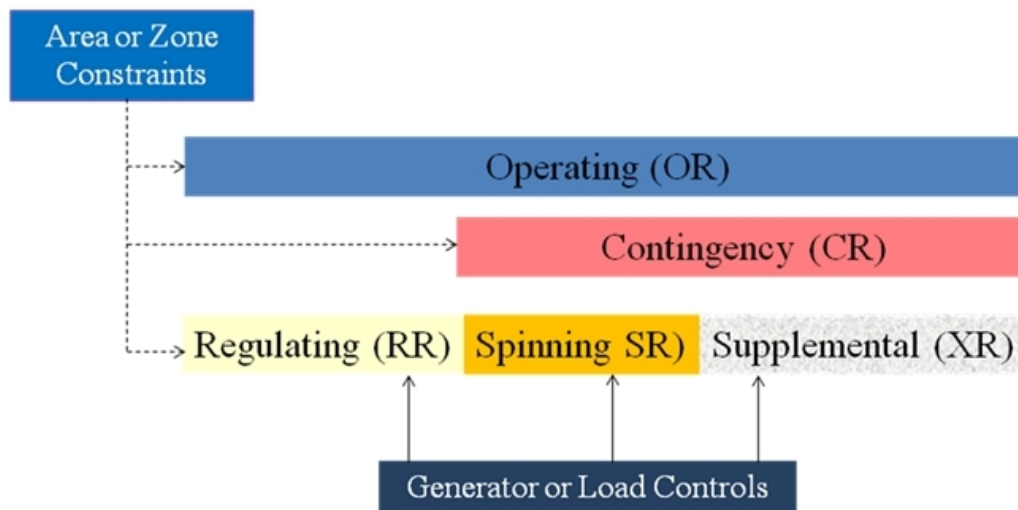 Area or Zone
Constraints
Operating (OR)
Contingency (CR)
Regulating (RR) Spinning SR) Supplemental (XR)
Generator or Load Controls